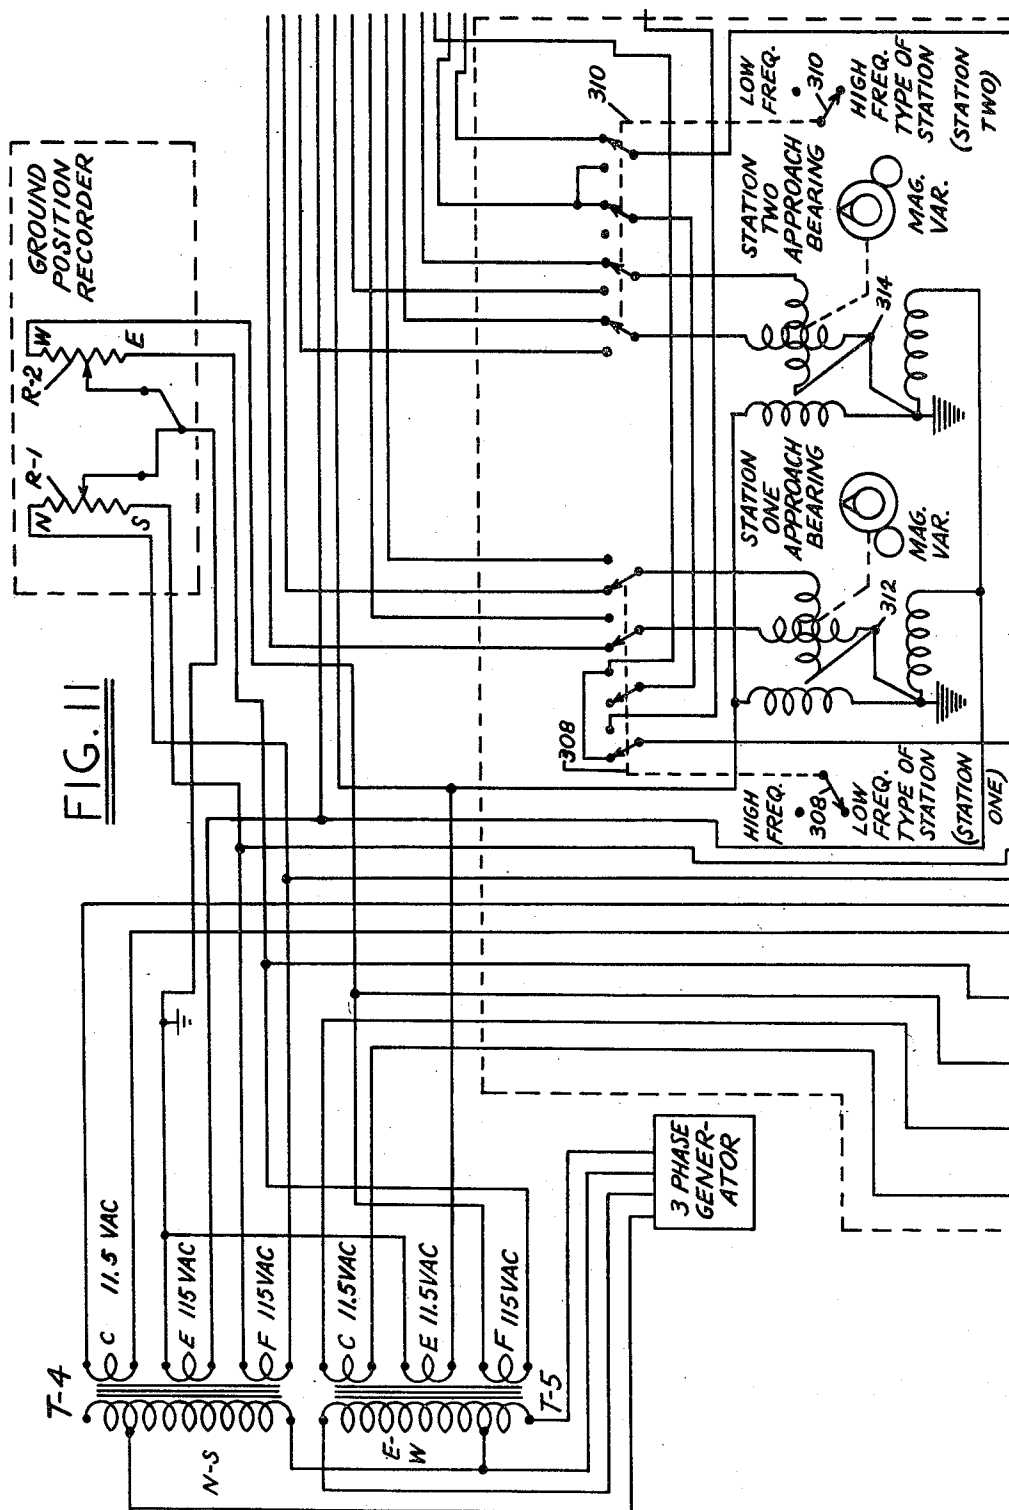 FIG. 11
GROUND
POSITION
RECORDER
N
S
R-1
W
E
R-2
T-4
C 11.5 VAC
E 115 VAC
F 115 VAC
N-S
C 11.5 VAC
E 11.5 VAC
F 115 VAC
E-
W
T-5
3 PHASE
GENER-
ATOR
308
310
HIGH
FREQ.
308
LOW
FREQ.
TYPE OF
STATION
(STATION
ONE)
STATION
ONE
APPROACH
BEARING
MAG.
VAR.
312
STATION
TWO
APPROACH
BEARING
MAG.
VAR.
314
LOW
FREQ.
310
HIGH
FREQ.
TYPE OF
STATION
(STATION
TWO)